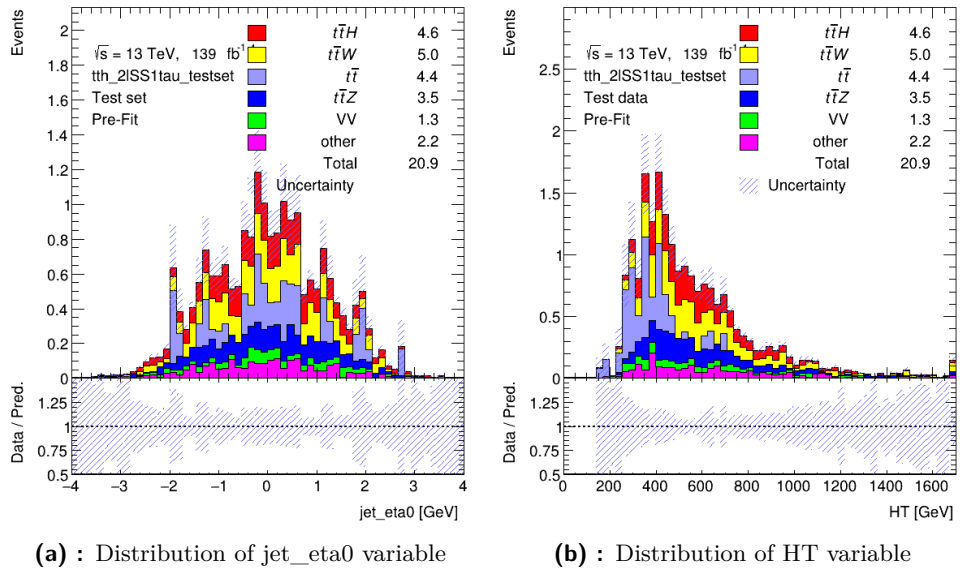 Events
2
1.8
1.6
1.4
1.2
1
0.8
0.6
0.4
0.2
0
√s = 13 TeV, 139 fb⁻¹
tth_2lSS1tau_testset
Test set
Pre-Fit
tt̄H 4.6
tt̄W 5.0
tt̄ 4.4
tt̄Z 3.5
VV 1.3
other 2.2
Total 20.9
Uncertainty
Data / Pred.
1.25
1
0.75
0.5
−4 −3 −2 −1 0 1 2 3 4
jet_eta0 [GeV]
(a) : Distribution of jet_eta0 variable
Events
2.5
2
1.5
1
0.5
0
√s = 13 TeV, 139 fb⁻¹
tth_2lSS1tau_testset
Test data
Pre-Fit
tt̄H 4.6
tt̄W 5.0
tt̄ 4.4
tt̄Z 3.5
VV 1.3
other 2.2
Total 20.9
Uncertainty
Data / Pred.
1.25
1
0.75
0.5
0 200 400 600 800 1000 1200 1400 1600
HT [GeV]
(b) : Distribution of HT variable